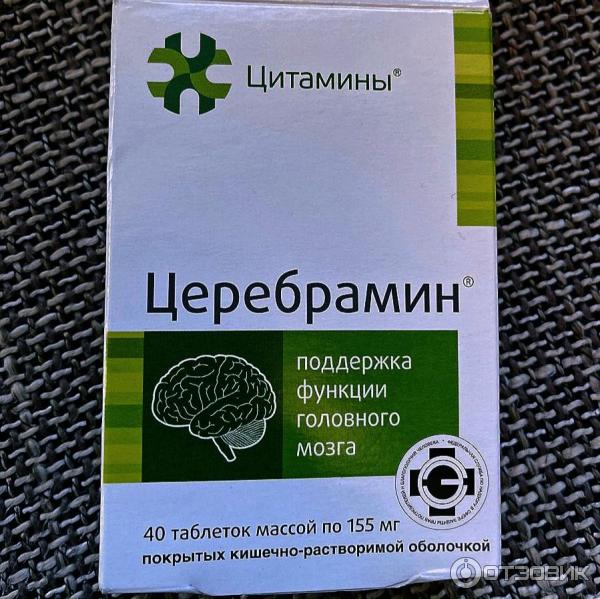 Цитамины®
Церебрамин®
поддержка
функции
головного
мозга
40 таблеток массой по 155 мг
покрытых кишечно-растворимой оболочкой
ОТЗОВИК